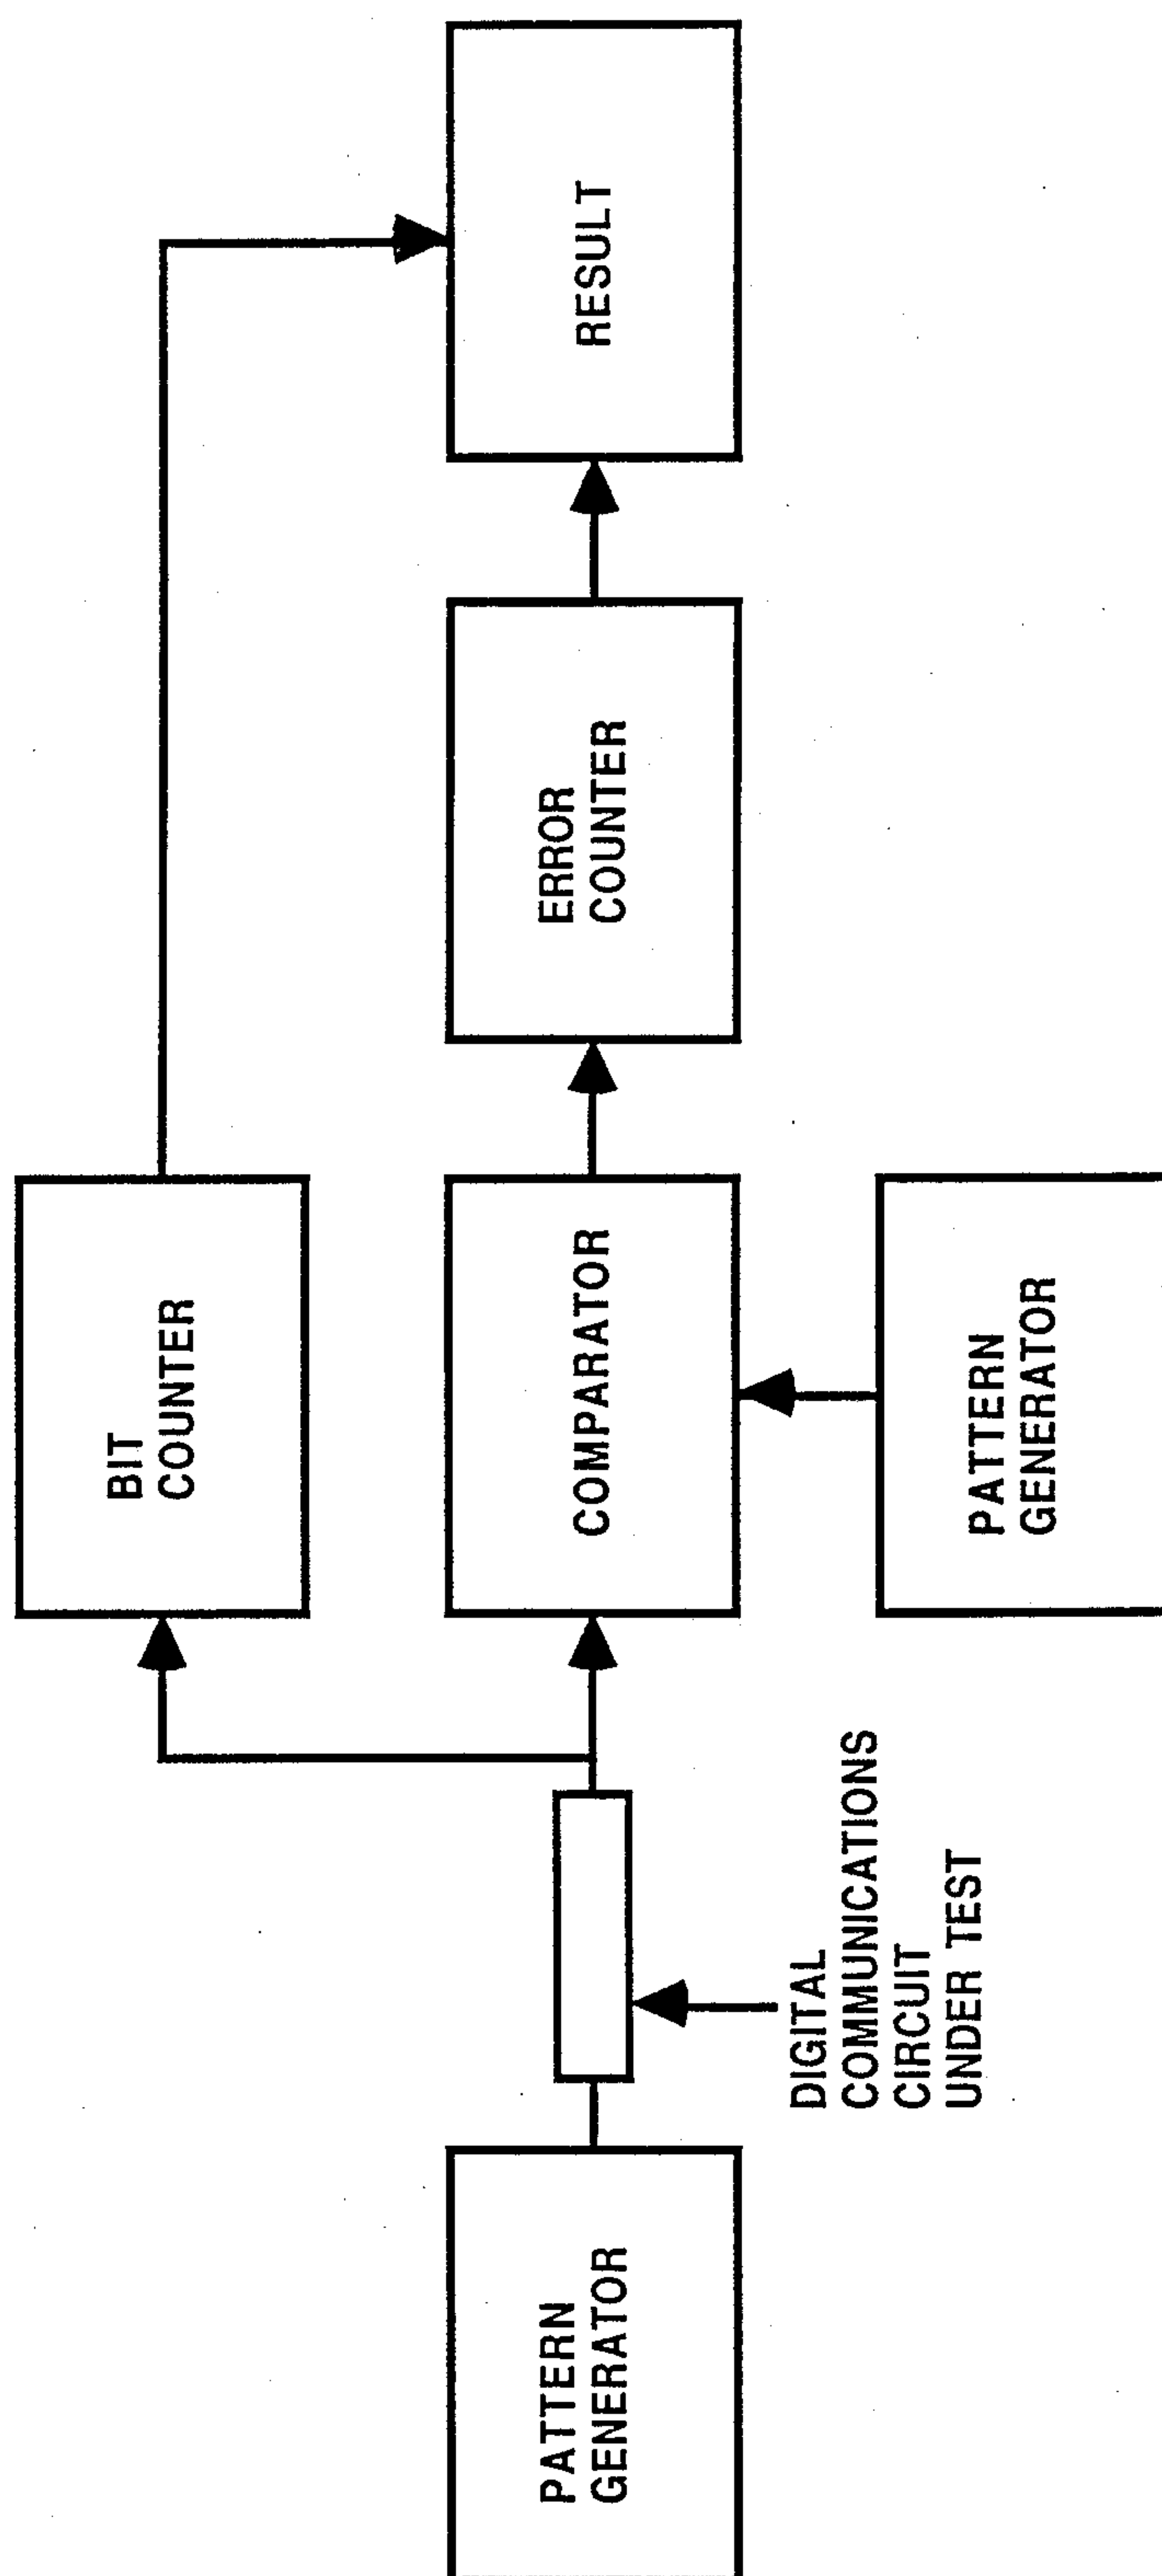 PATTERN
GENERATOR
DIGITAL
COMMUNICATIONS
CIRCUIT
UNDER TEST
BIT
COUNTER
COMPARATOR
PATTERN
GENERATOR
ERROR
COUNTER
RESULT